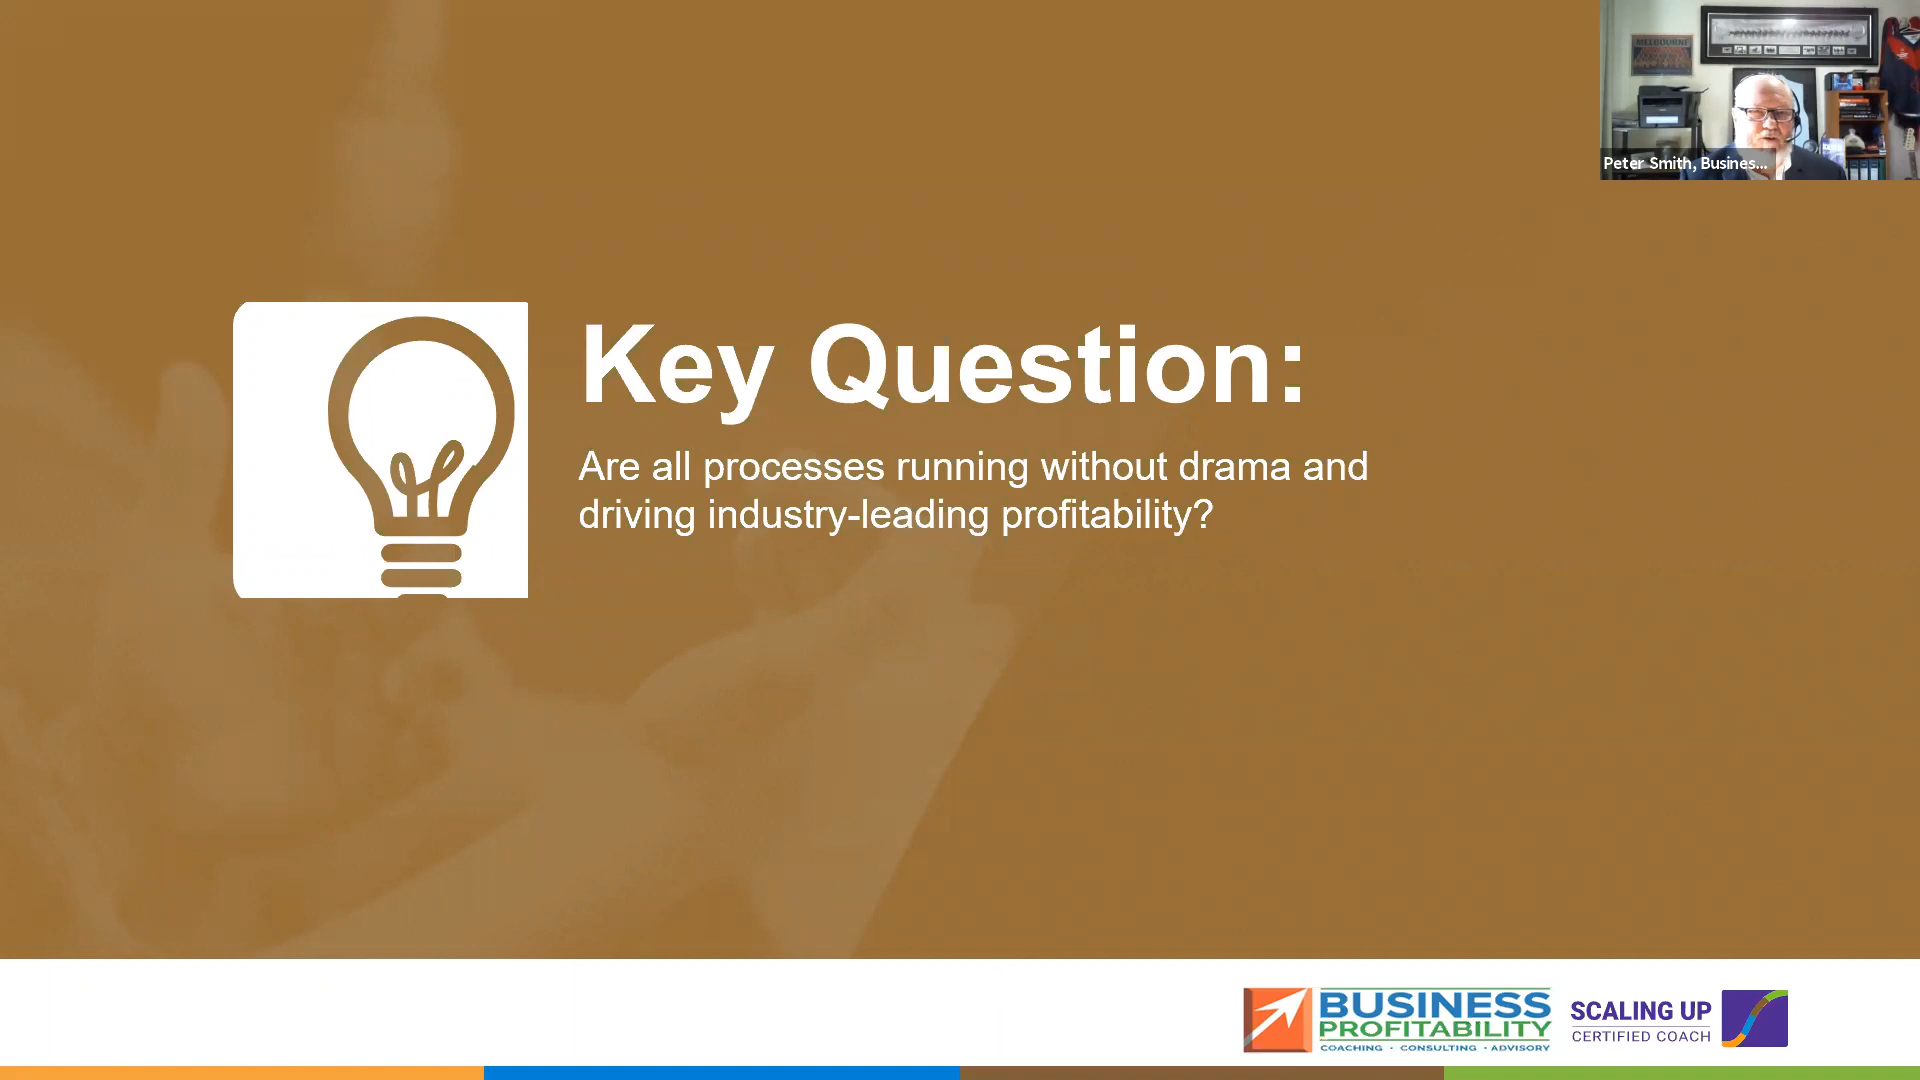 MELBOURNE
Peter Smith, Busines...
Key Question:
Are all processes running without drama and
driving industry-leading profitability?
BUSINESS
PROFITABILITY
COACHING • CONSULTING • ADVISORY
SCALING UP
CERTIFIED COACH